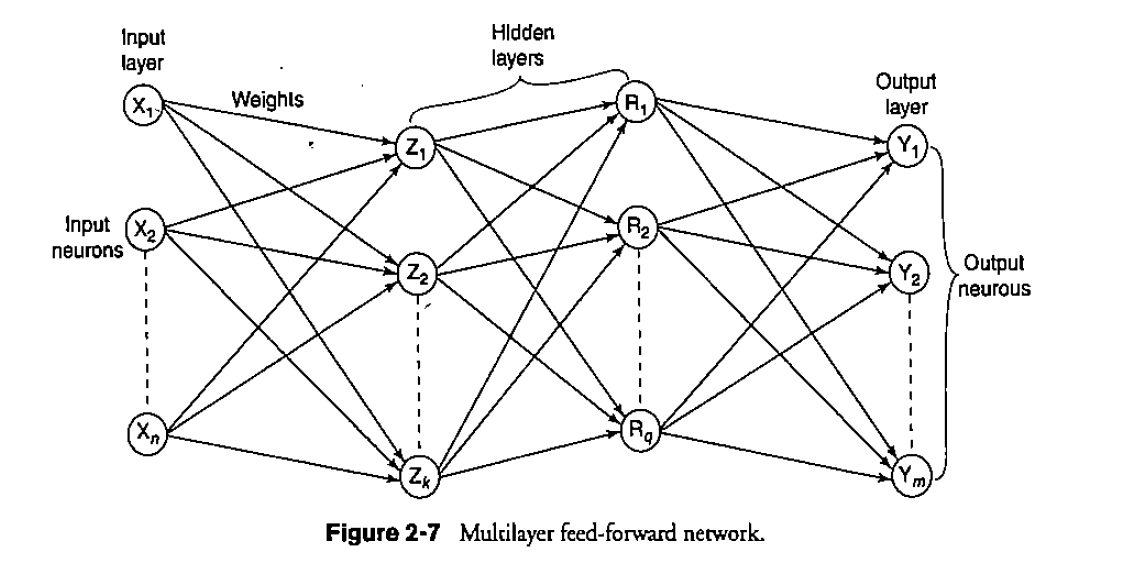 Input
layer
Hidden
layers
Output
layer
Weights
X1
R1
Z1
Y1
Input
neurons
X2
R2
Z2
Y2
Output
neurous
Xn
Rq
Zk
Ym
Figure 2-7 Multilayer feed-forward network.